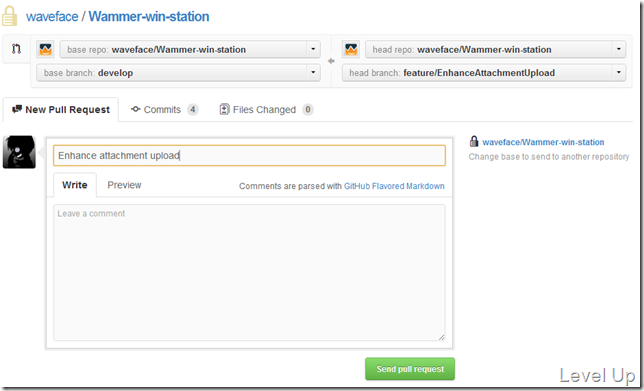 waveface / Wammer-win-station
base repo: waveface/Wammer-win-station
head repo: waveface/Wammer-win-station
base branch: develop
head branch: feature/EnhanceAttachmentUpload
New Pull Request
Commits 4
Files Changed 0
Enhance attachment upload
waveface/Wammer-win-station
Change base to send to another repository
Write
Preview
Comments are parsed with GitHub Flavored Markdown
Leave a comment
Send pull request
Level Up